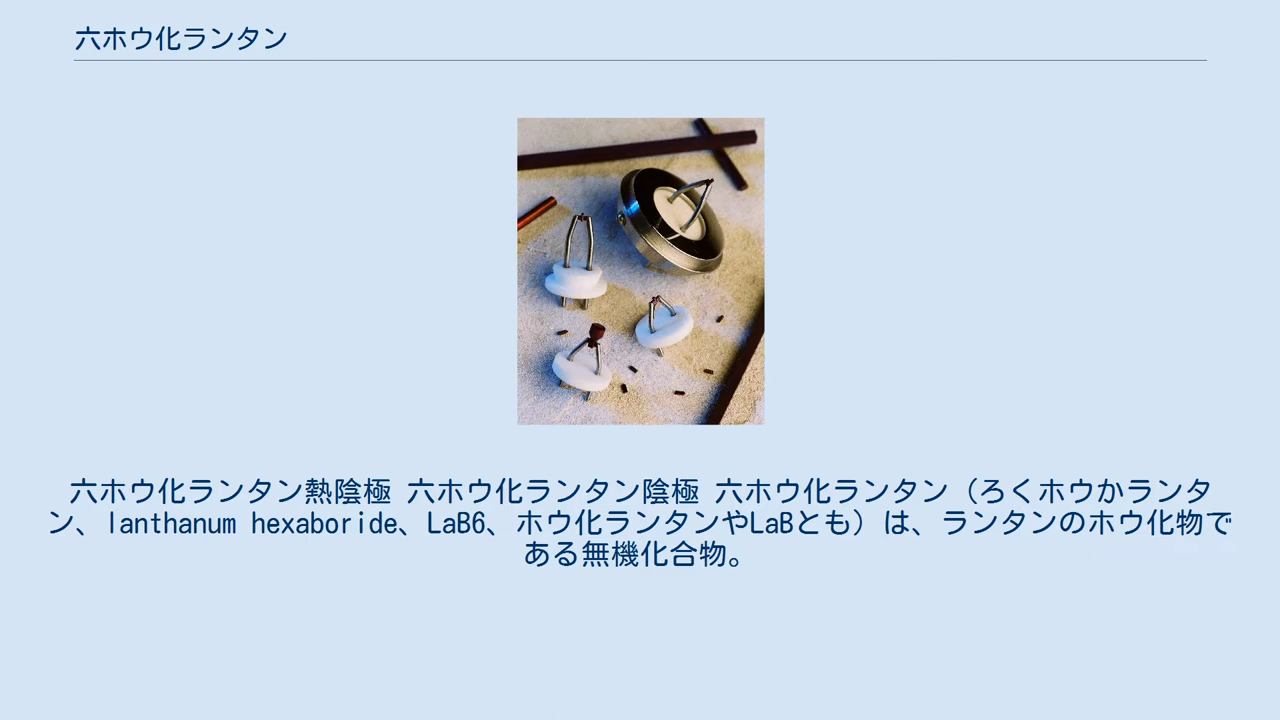 六ホウ化ランタン
六ホウ化ランタン熱陰極 六ホウ化ランタン陰極 六ホウ化ランタン（ろくホウかランタ
ン、lanthanum hexaboride、LaB6、ホウ化ランタンやLaBとも）は、ランタンのホウ化物で
ある無機化合物。